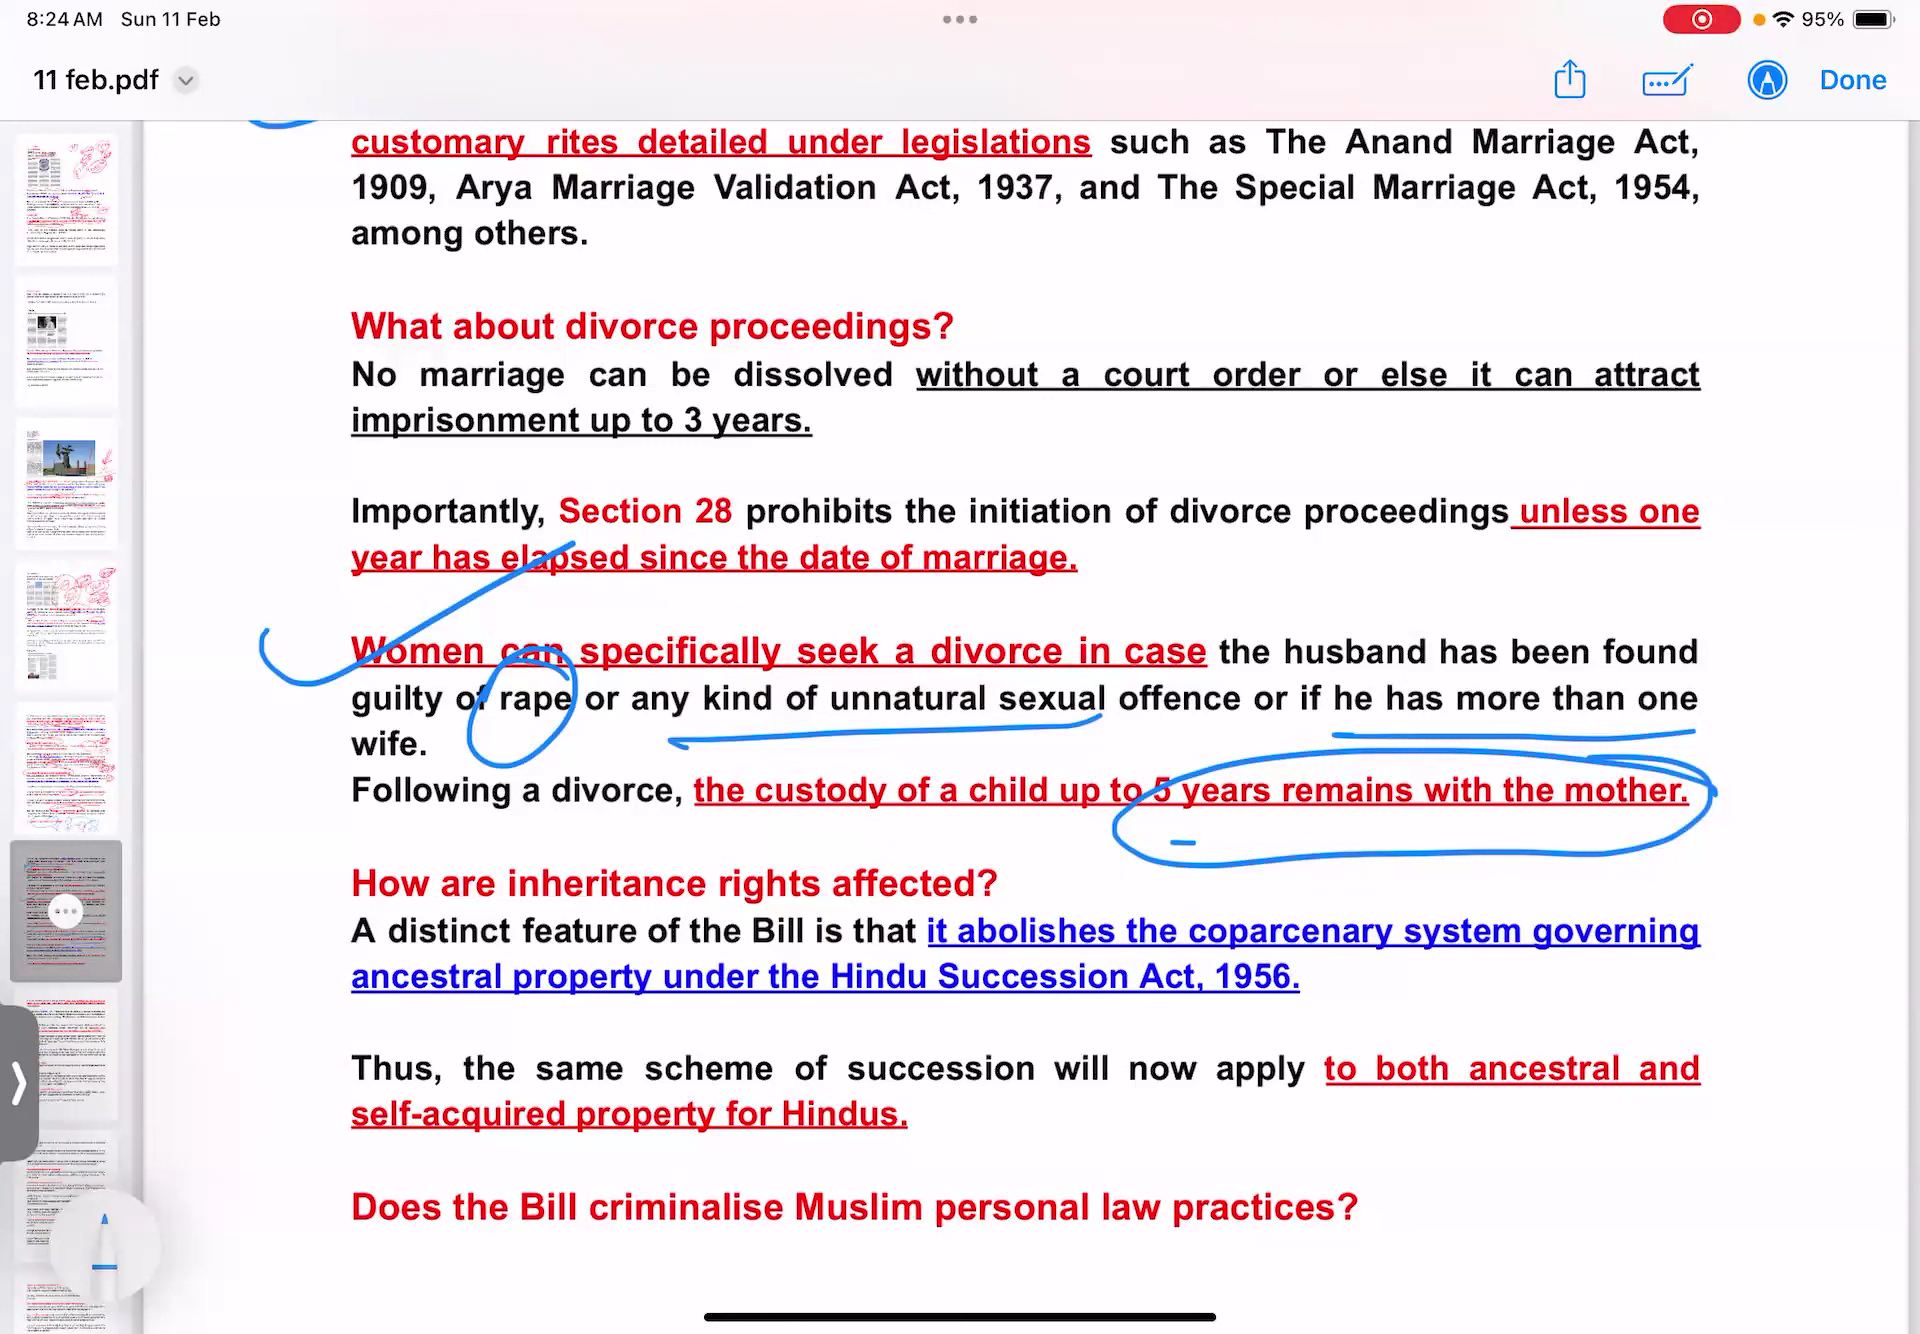 8:24 AM Sun 11 Feb
95%
11 feb.pdf
Done
customary rites detailed under legislations such as The Anand Marriage Act,
1909, Arya Marriage Validation Act, 1937, and The Special Marriage Act, 1954,
among others.
What about divorce proceedings?
No marriage can be dissolved without a court order or else it can attract
imprisonment up to 3 years.
Importantly, Section 28 prohibits the initiation of divorce proceedings unless one
year has elapsed since the date of marriage.
Women can specifically seek a divorce in case the husband has been found
guilty of rape or any kind of unnatural sexual offence or if he has more than one
wife.
Following a divorce, the custody of a child up to 5 years remains with the mother.
How are inheritance rights affected?
A distinct feature of the Bill is that it abolishes the coparcenary system governing
ancestral property under the Hindu Succession Act, 1956.
Thus, the same scheme of succession will now apply to both ancestral and
self-acquired property for Hindus.
Does the Bill criminalise Muslim personal law practices?